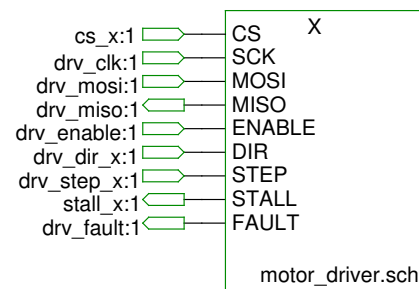 X
cs_x:1 CS
drv_clk:1 SCK
drv_mosi:1 MOSI
drv_miso:1 MISO
drv_enable:1 ENABLE
drv_dir_x:1 DIR
drv_step_x:1 STEP
stall_x:1 STALL
drv_fault:1 FAULT
motor_driver.sch